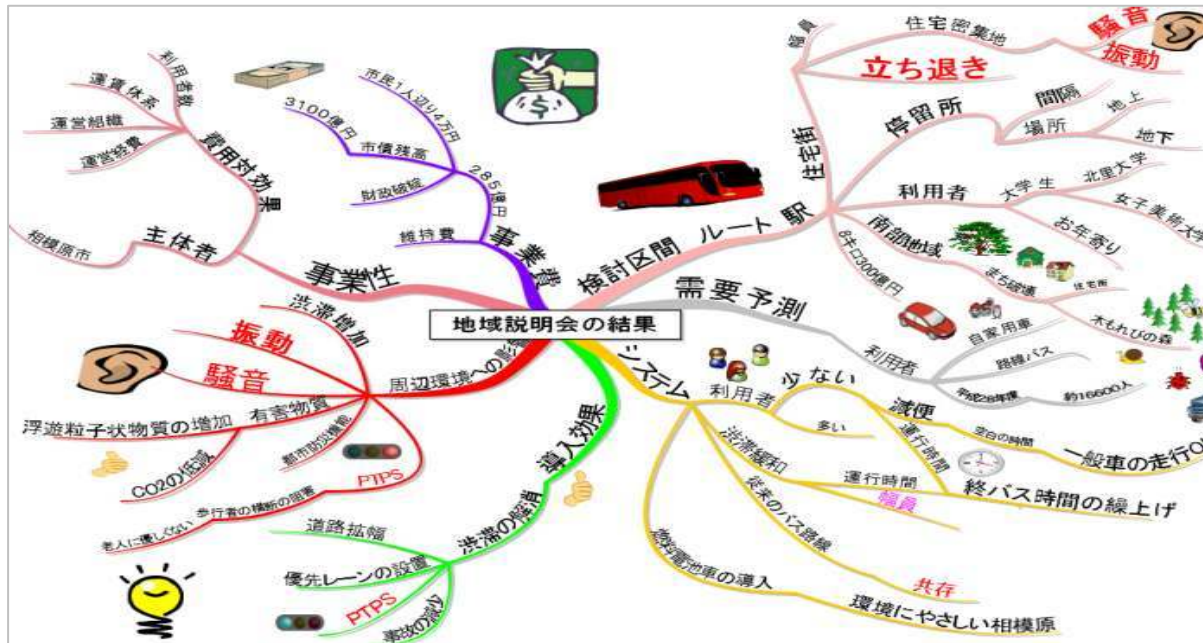 地域説明会の結果
検討区間 ルート 駅
住宅街
幅員
住宅密集地
騒音
振動
立ち退き
停留所
間隔
場所
地上
地下
利用者
大学生
北里大学
女子美術大学
お年寄り
南部地域
まち破壊
住宅所
木もれびの森
8キロ300億円
需要予測
利用者
自家用車
路線バス
平成28年度
約16600人
システム
利用者
少ない
減便
空白の時間
一般車の走行O
運行時間
多い
渋滞緩和
運行時間
終バス時間の繰上げ
幅員
従来のバス路線
共存
燃料電池車の導入
環境にやさしい相模原
導入効果
渋滞の解消
道路拡幅
優先レーンの設置
PTPS
事故の減少
周辺環境への影響
渋滞増加
振動
騒音
有害物質
浮遊粒子状物質の増加
CO2の低減
都市防災機能
PTPS
歩行者の横断の阻害
老人に優しくない
事業性
主体者
相模原市
費用対効果
利用者数
運賃体系
運営組織
運営経費
事業費
285億円
市民1人辺り4万円
市債残高
3100億円
財政破綻
維持費
$